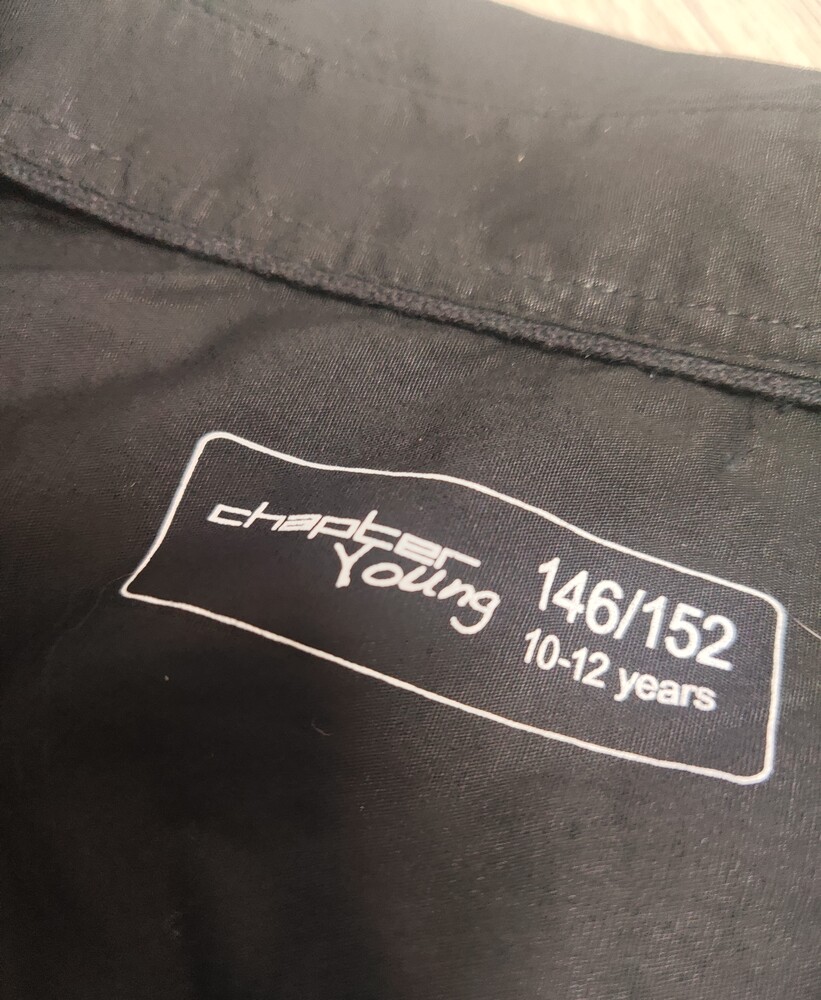 chapter
Young
146/152
10-12 years